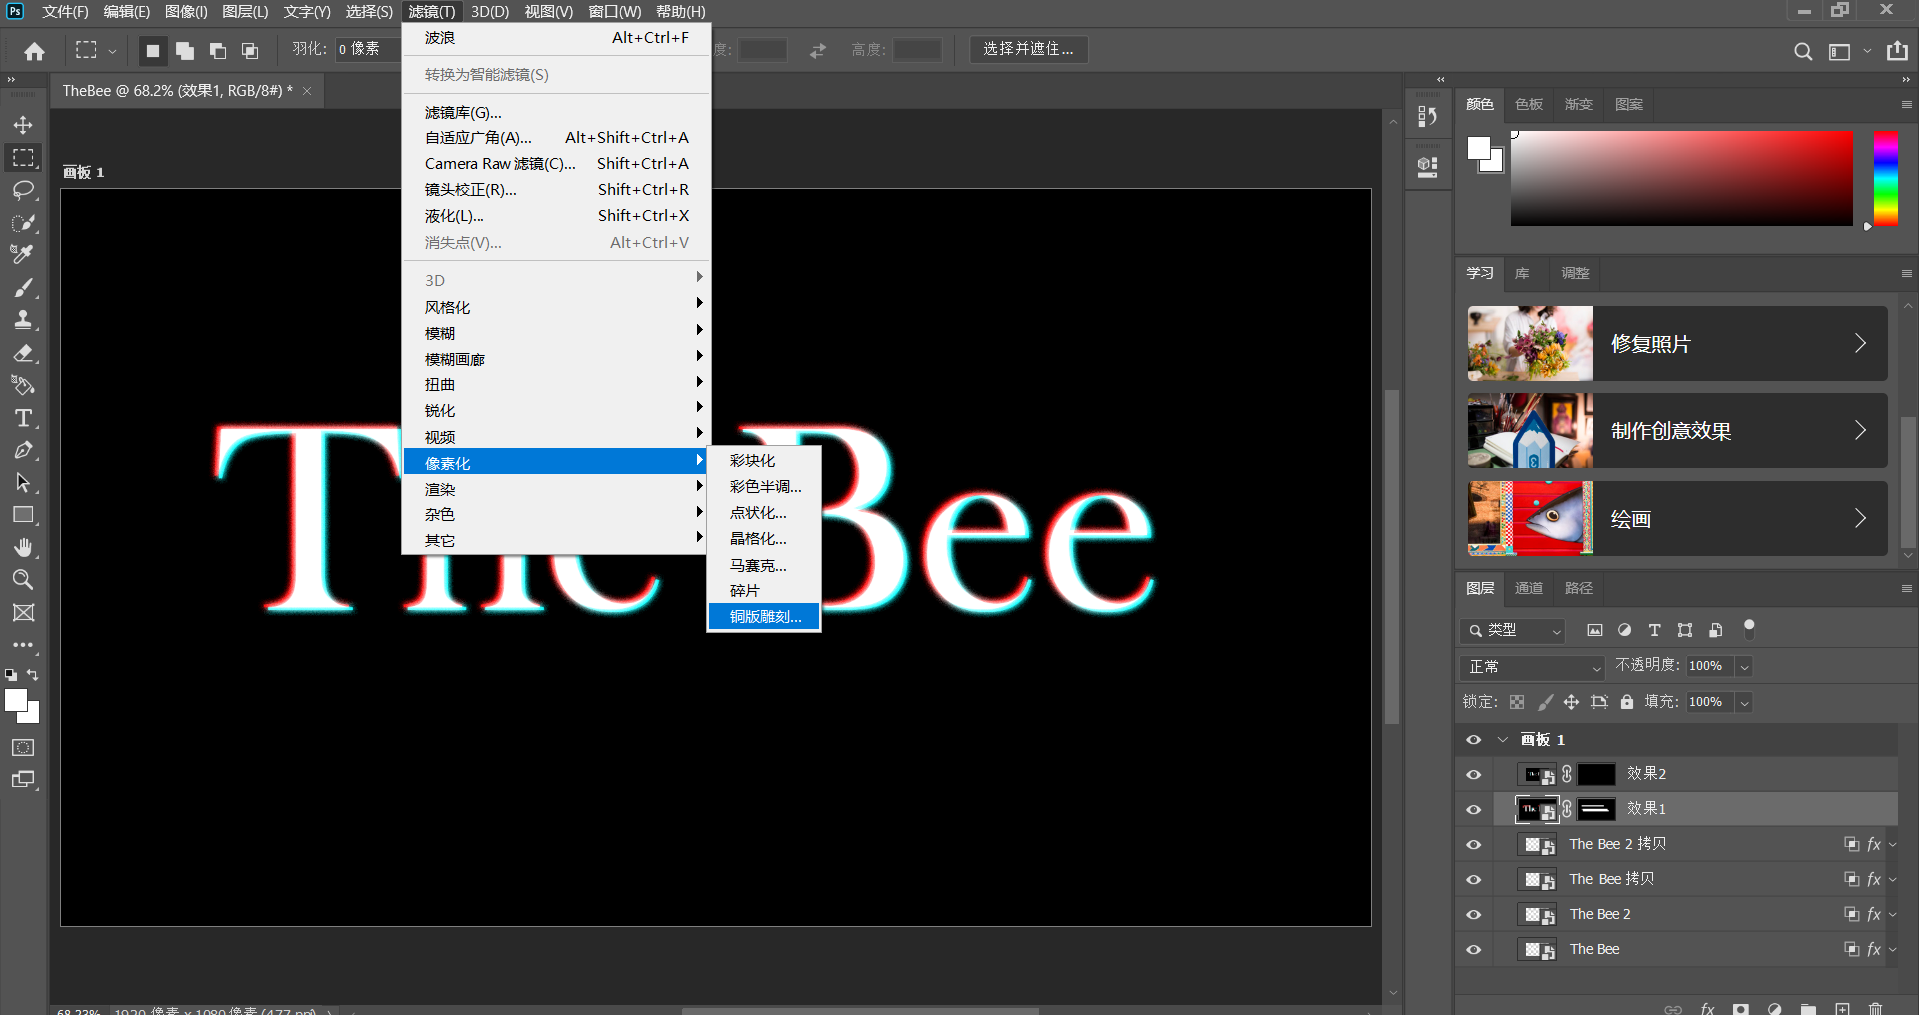 Ps 文件(F) 编辑(E) 图像(I) 图层(L) 文字(Y) 选择(S) 滤镜(T) 3D(D) 视图(V) 窗口(W) 帮助(H)
羽化: 0 像素
度: 高度: 选择并遮住...
TheBee @ 68.2% (效果1, RGB/8#) * ×
画板 1
波浪 Alt+Ctrl+F
转换为智能滤镜(S)
滤镜库(G)...
自适应广角(A)... Alt+Shift+Ctrl+A
Camera Raw 滤镜(C)... Shift+Ctrl+A
镜头校正(R)... Shift+Ctrl+R
液化(L)... Shift+Ctrl+X
消失点(V)... Alt+Ctrl+V
3D
风格化
模糊
模糊画廊
扭曲
锐化
视频
像素化
渲染
杂色
其它
彩块化
彩色半调...
点状化...
晶格化...
马赛克...
碎片
铜版雕刻...
The Bee
颜色 色板 渐变 图案
学习 库 调整
修复照片
制作创意效果
绘画
图层 通道 路径
类型
正常 不透明度: 100%
锁定: 填充: 100%
画板 1
效果2
效果1
The Bee 2 拷贝 fx
The Bee 拷贝 fx
The Bee 2 fx
The Bee fx
fx
68.23% 1920 像素 x 1080 像素 (477 ppi)